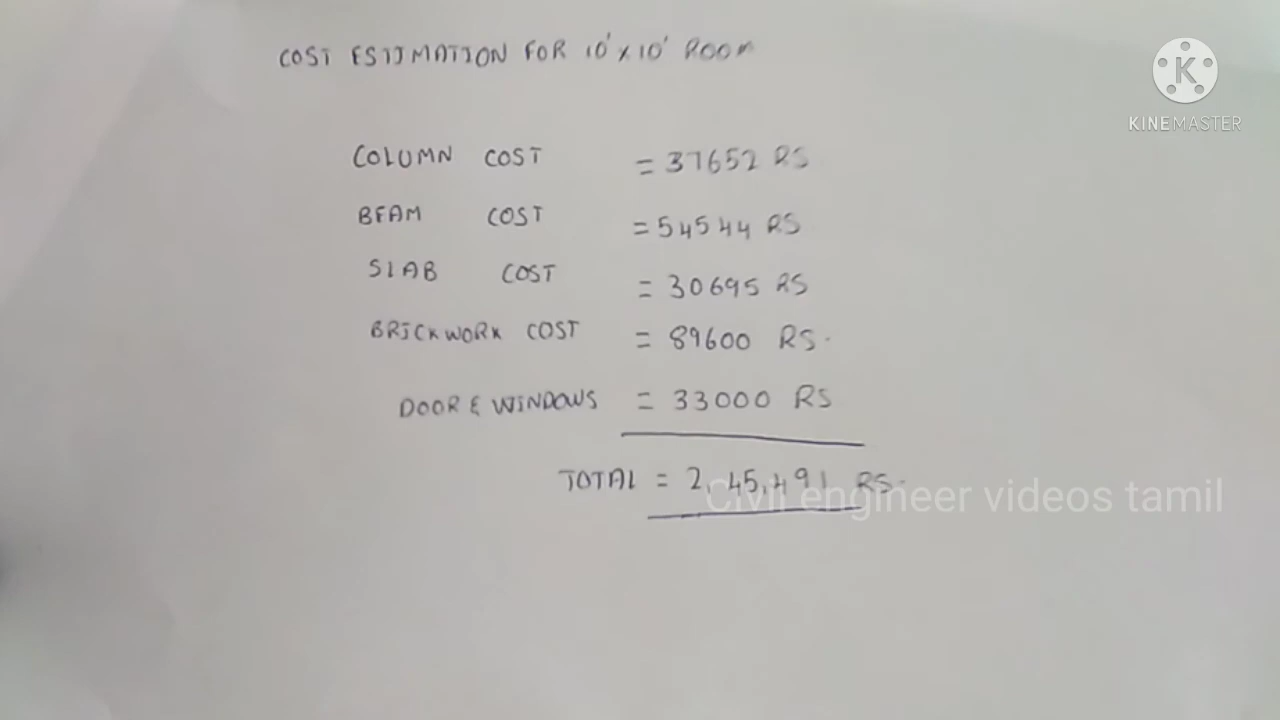 COST ESTIMATION FOR 10' x 10' ROOM
K
KINEMASTER
COLUMN COST = 37652 RS
BEAM COST = 54544 RS
SLAB COST = 30695 RS
BRICKWORK COST = 89600 RS.
DOOR & WINDOWS = 33000 RS
TOTAL = 2,45,491 RS.
Civil engineer videos tamil